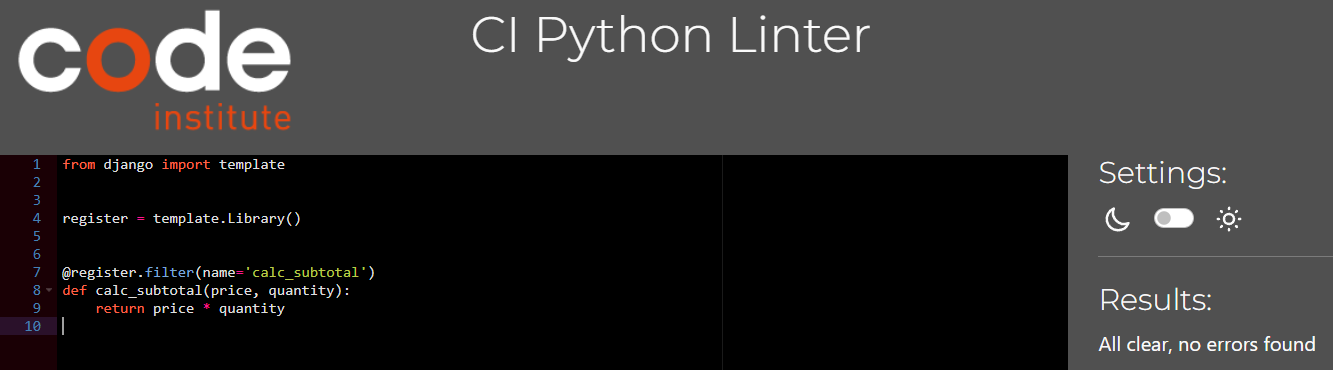 code
institute
CI Python Linter
1 from django import template
2
3
4 register = template.Library()
5
6
7 @register.filter(name='calc_subtotal')
8 def calc_subtotal(price, quantity):
9     return price * quantity
10
Settings:
Results:
All clear, no errors found